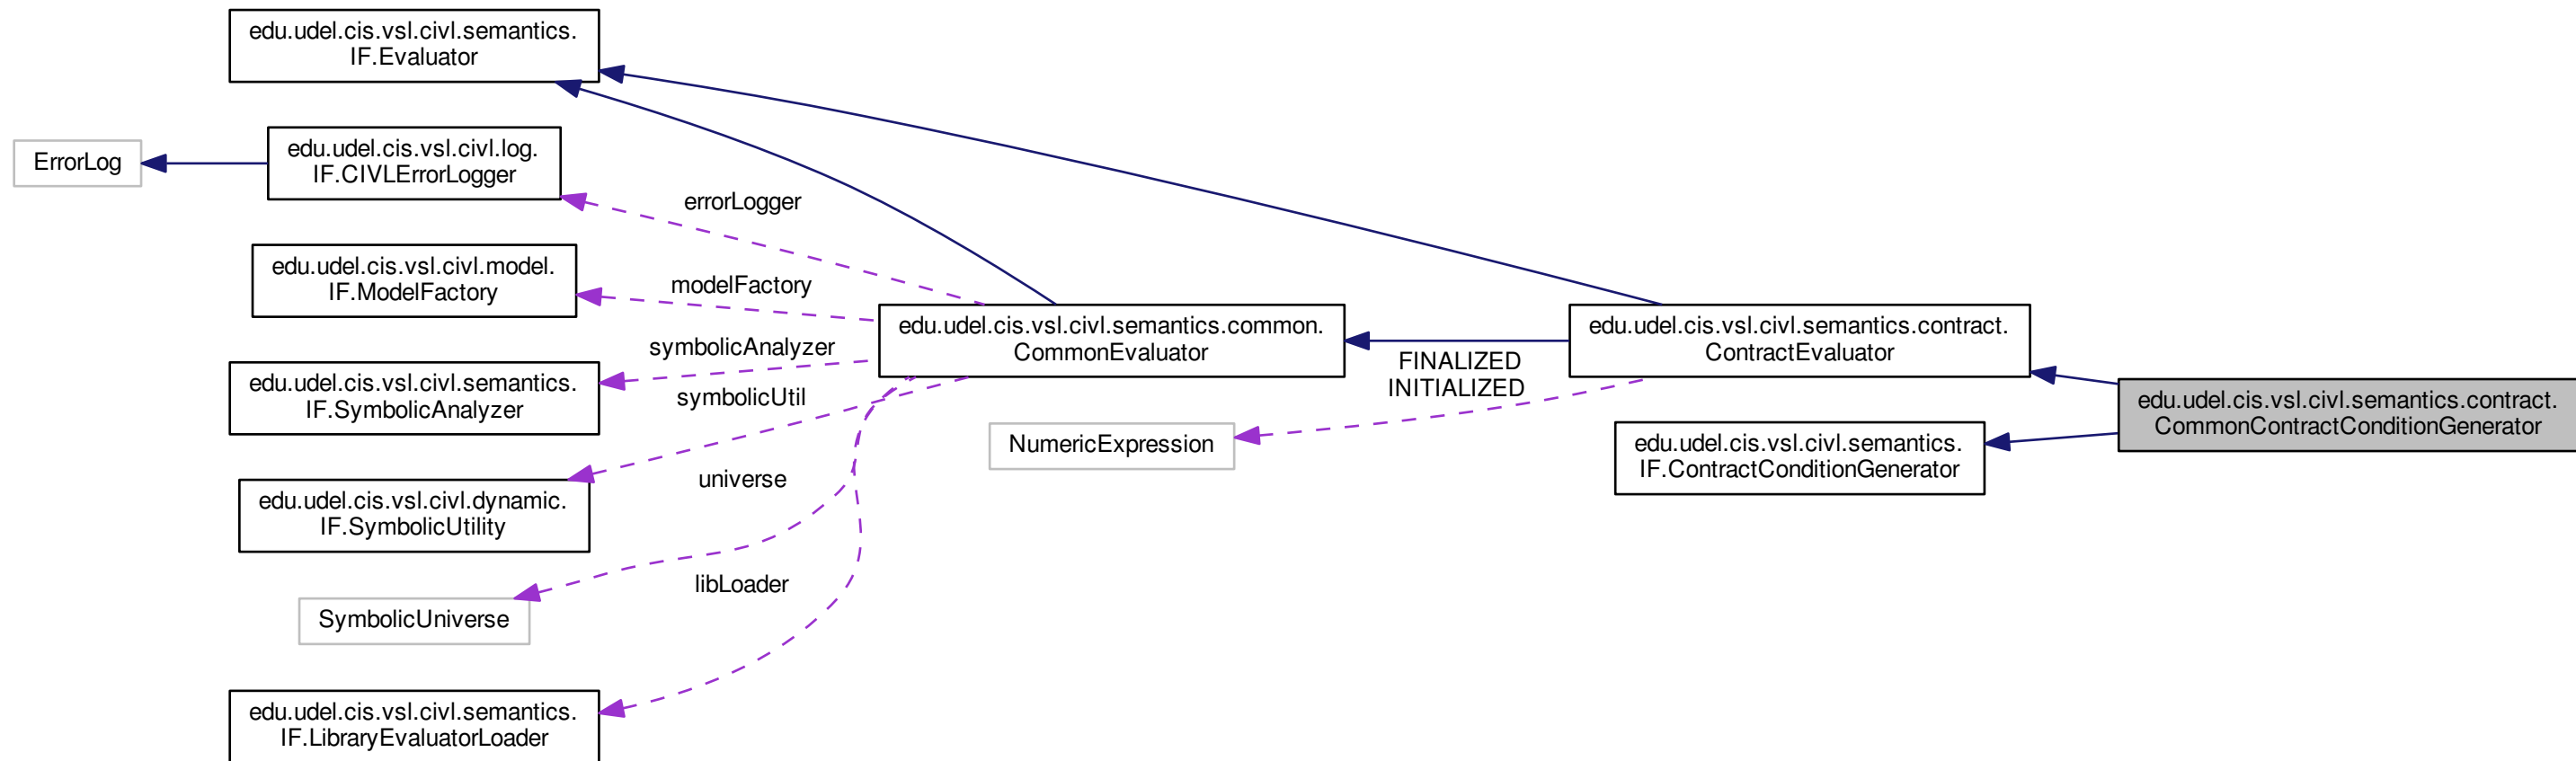 edu.udel.cis.vsl.civl.semantics.
IF.Evaluator
ErrorLog
edu.udel.cis.vsl.civl.log.
IF.CIVLErrorLogger
errorLogger
edu.udel.cis.vsl.civl.model.
IF.ModelFactory
modelFactory
edu.udel.cis.vsl.civl.semantics.
IF.SymbolicAnalyzer
symbolicAnalyzer
symbolicUtil
edu.udel.cis.vsl.civl.dynamic.
IF.SymbolicUtility
universe
SymbolicUniverse
libLoader
edu.udel.cis.vsl.civl.semantics.
IF.LibraryEvaluatorLoader
edu.udel.cis.vsl.civl.semantics.common.
CommonEvaluator
FINALIZED
INITIALIZED
NumericExpression
edu.udel.cis.vsl.civl.semantics.contract.
ContractEvaluator
edu.udel.cis.vsl.civl.semantics.
IF.ContractConditionGenerator
edu.udel.cis.vsl.civl.semantics.contract.
CommonContractConditionGenerator